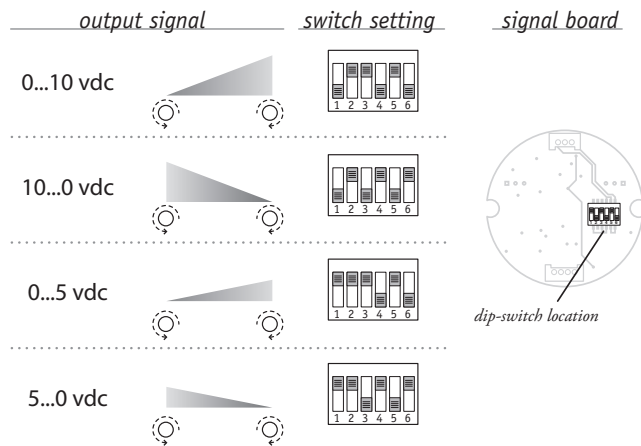 output signal switch setting signal board
0...10 vdc
1 2 3 4 5 6
10...0 vdc
1 2 3 4 5 6
0...5 vdc
1 2 3 4 5 6
dip-switch location
5...0 vdc
1 2 3 4 5 6